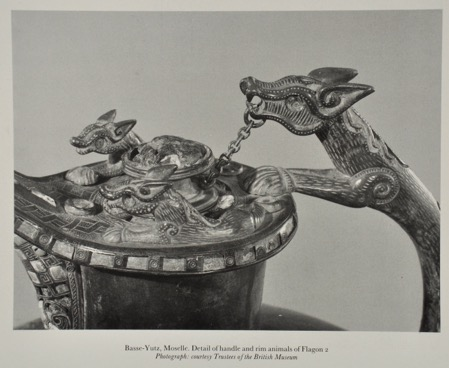 Basse-Yutz, Moselle. Detail of handle and rim animals of Flagon 2
Photograph: courtesy Trustees of the British Museum